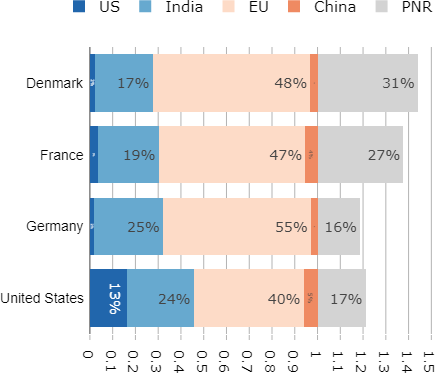 US India EU China PNR
Denmark 17% 48% 31%
France 19% 47% 27%
Germany 25% 55% 16%
United States 13% 24% 40% 17%
0 0.1 0.2 0.3 0.4 0.5 0.6 0.7 0.8 0.9 1 1.1 1.2 1.3 1.4 1.5